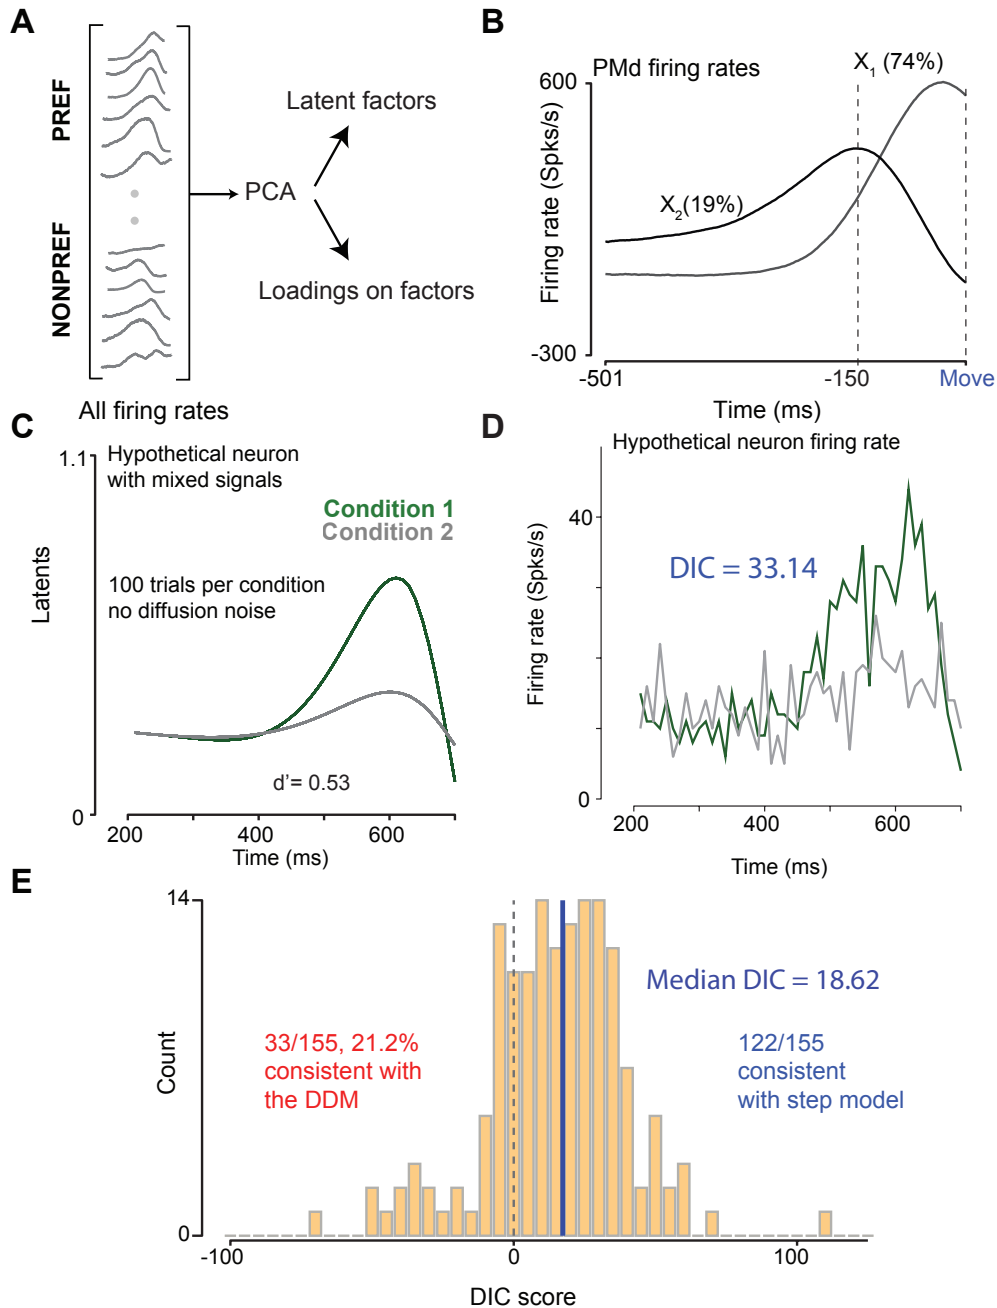 A
PREF
NONPREF
PCA
Latent factors
Loadings on factors
All firing rates
B
PMd firing rates
X1 (74%)
X2(19%)
Firing rate (Spks/s)
600
-300
-501
-150
Move
Time (ms)
C
Hypothetical neuron
with mixed signals
Condition 1
Condition 2
100 trials per condition
no diffusion noise
d'= 0.53
Latents
1.1
0
200
400
600
Time (ms)
D
Hypothetical neuron firing rate
DIC = 33.14
Firing rate (Spks/s)
40
0
200
400
600
Time (ms)
E
14
0
Count
Median DIC = 18.62
33/155, 21.2%
consistent with
the DDM
122/155
consistent
with step model
-100
0
100
DIC score